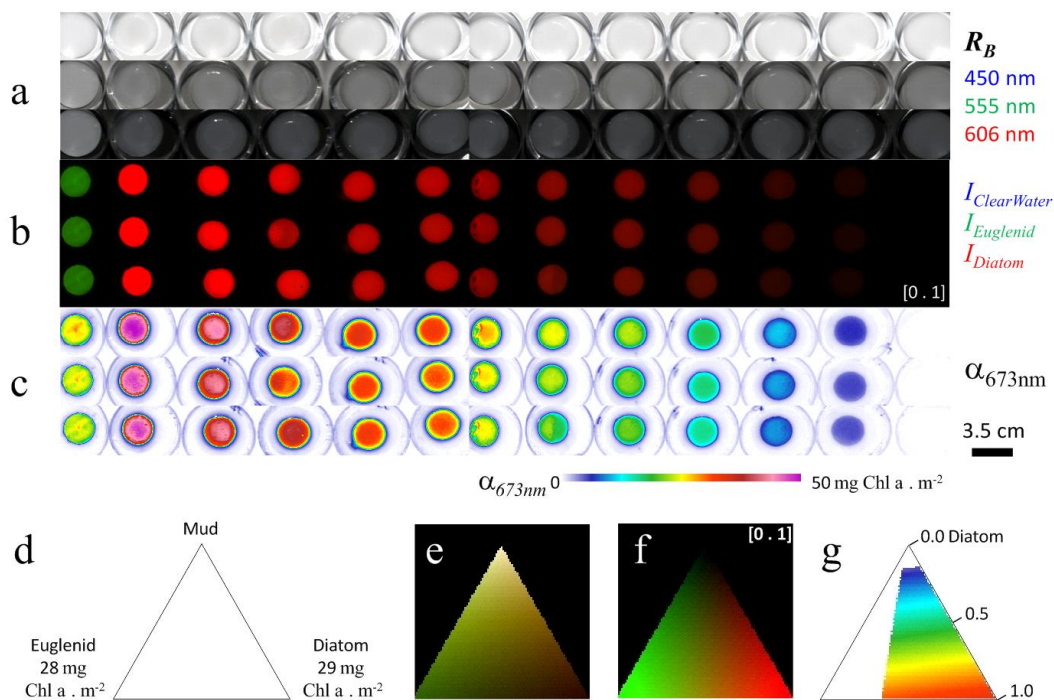 a
R_B
450 nm
555 nm
606 nm
b
I_ClearWater
I_Euglenid
I_Diatom
[0 . 1]
c
α673nm
3.5 cm
α673nm 0 50 mg Chl a . m-2
d
Mud
Euglenid
28 mg
Chl a . m-2
Diatom
29 mg
Chl a . m-2
e
f
[0 . 1]
g
0.0 Diatom
0.5
1.0